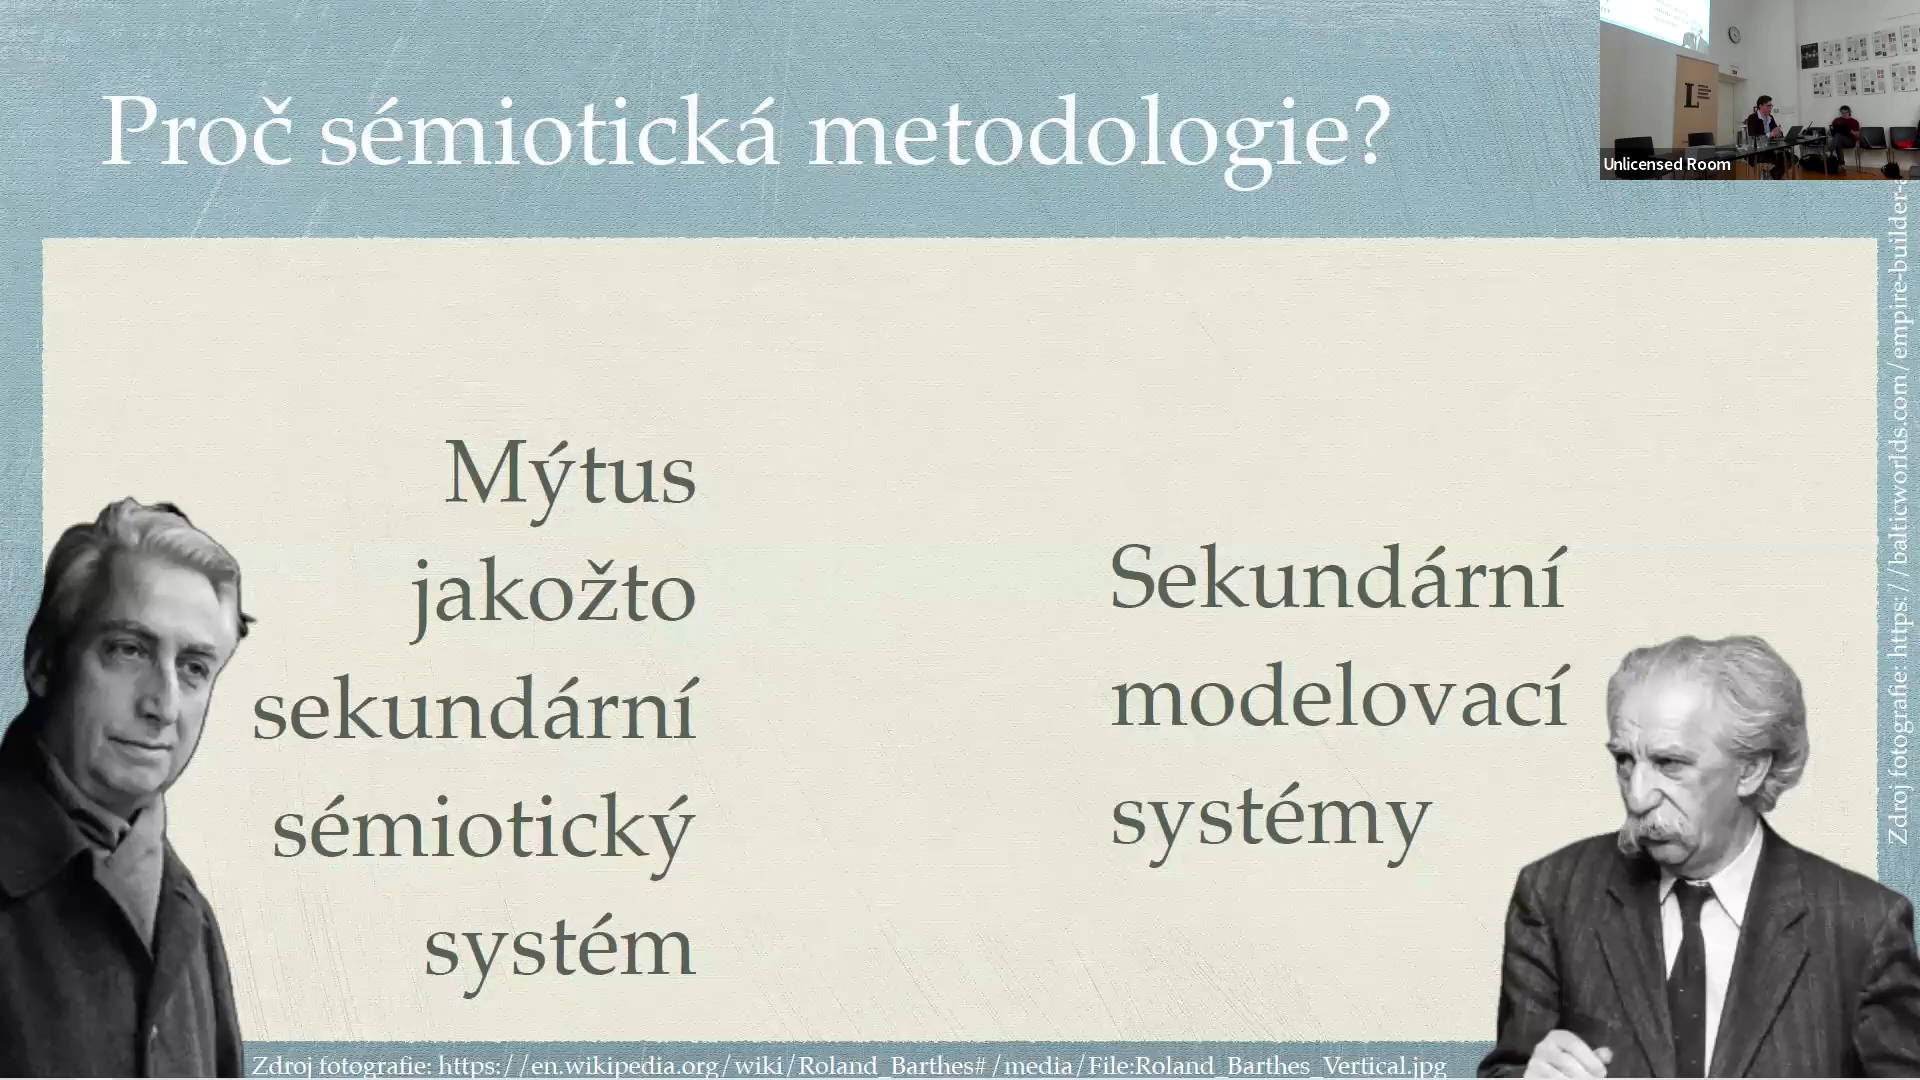 Proč sémiotická metodologie?
Unlicensed Room
Mýtus
jakožto
sekundární
sémiotický
systém
Sekundární
modelovací
systémy
Zdroj fotografie: https://balticworlds.com/empire-builder-
Zdroj fotografie: https://en.wikipedia.org/wiki/Roland_Barthes#/media/File:Roland_Barthes_Vertical.jpg
L